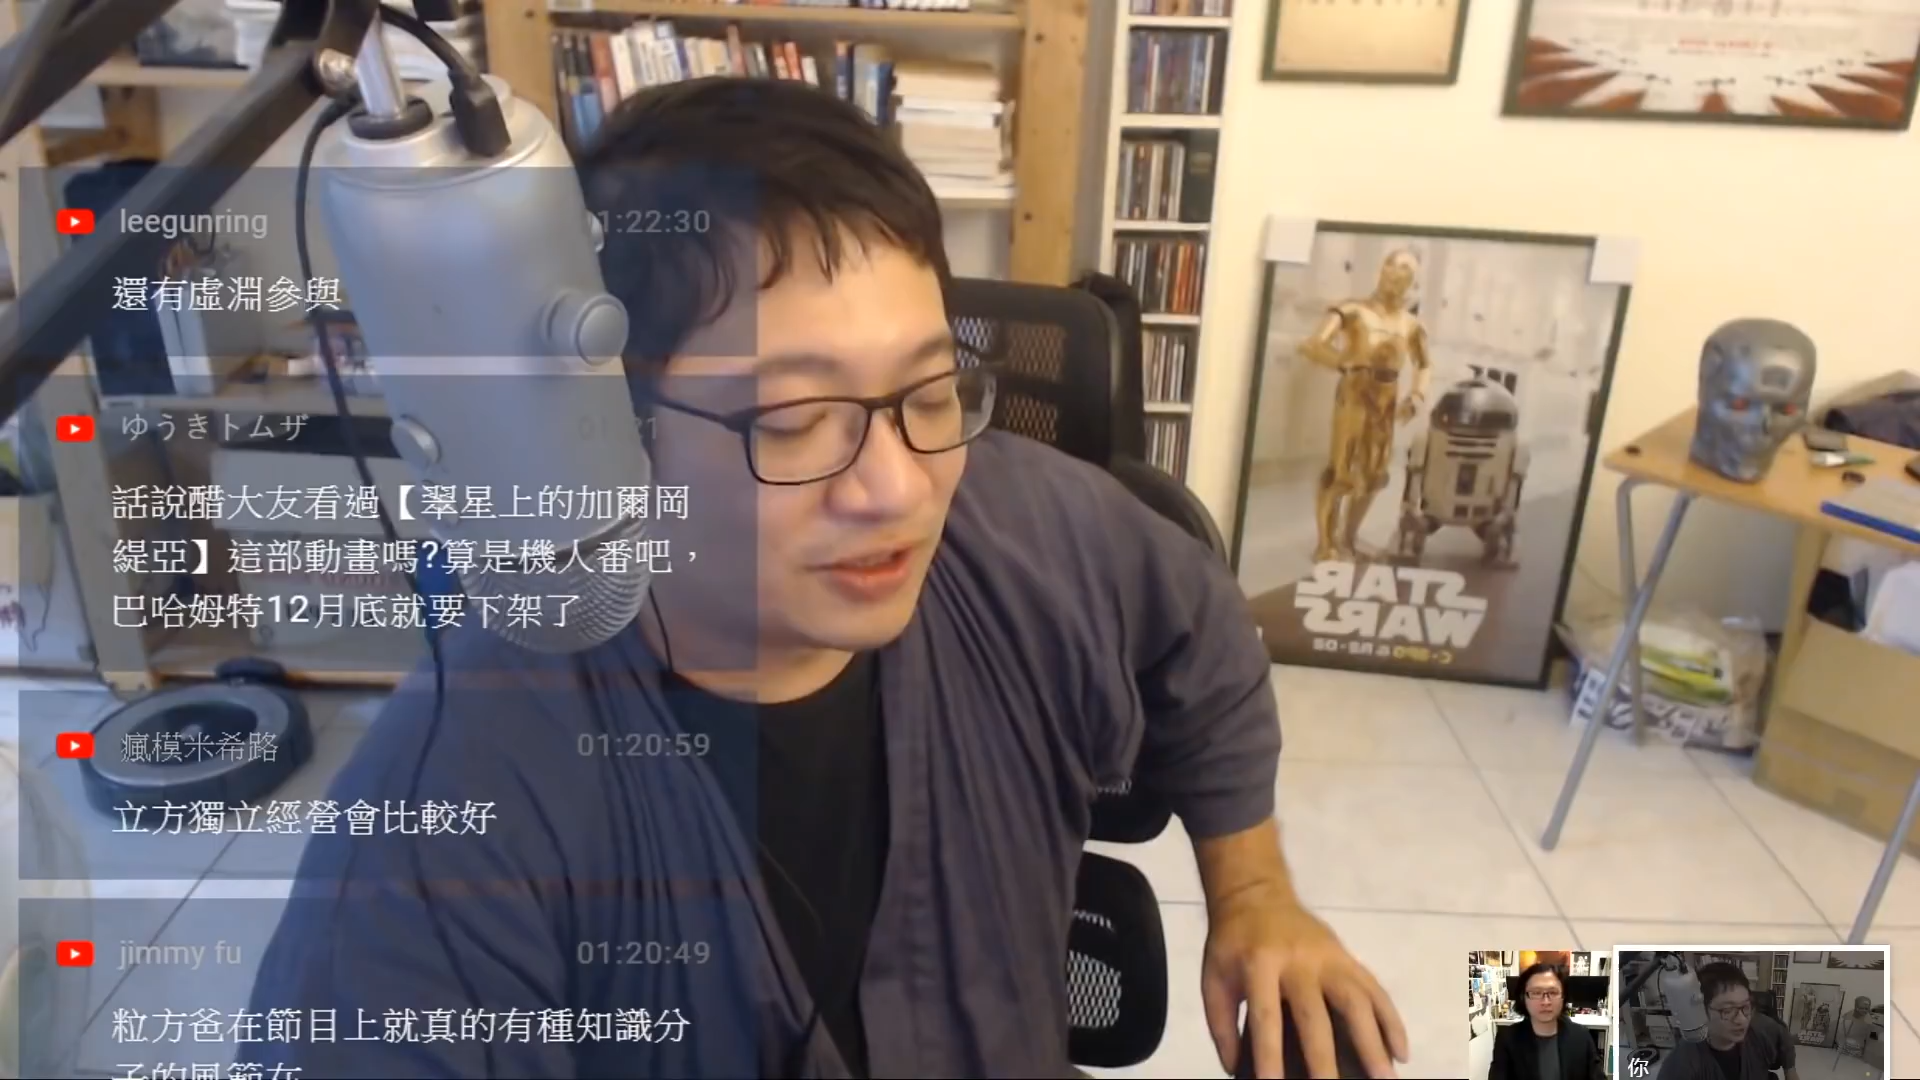 leegunring
1:22:30
還有虛淵參與
ゆうきトムザ
話說醋大友看過【翠星上的加爾岡
緹亞】這部動畫嗎?算是機人番吧，
巴哈姆特12月底就要下架了
瘋模米希路
01:20:59
立方獨立經營會比較好
jimmy fu
01:20:49
粒方爸在節目上就真的有種知識分
子的風範在
STAR
WARS
你